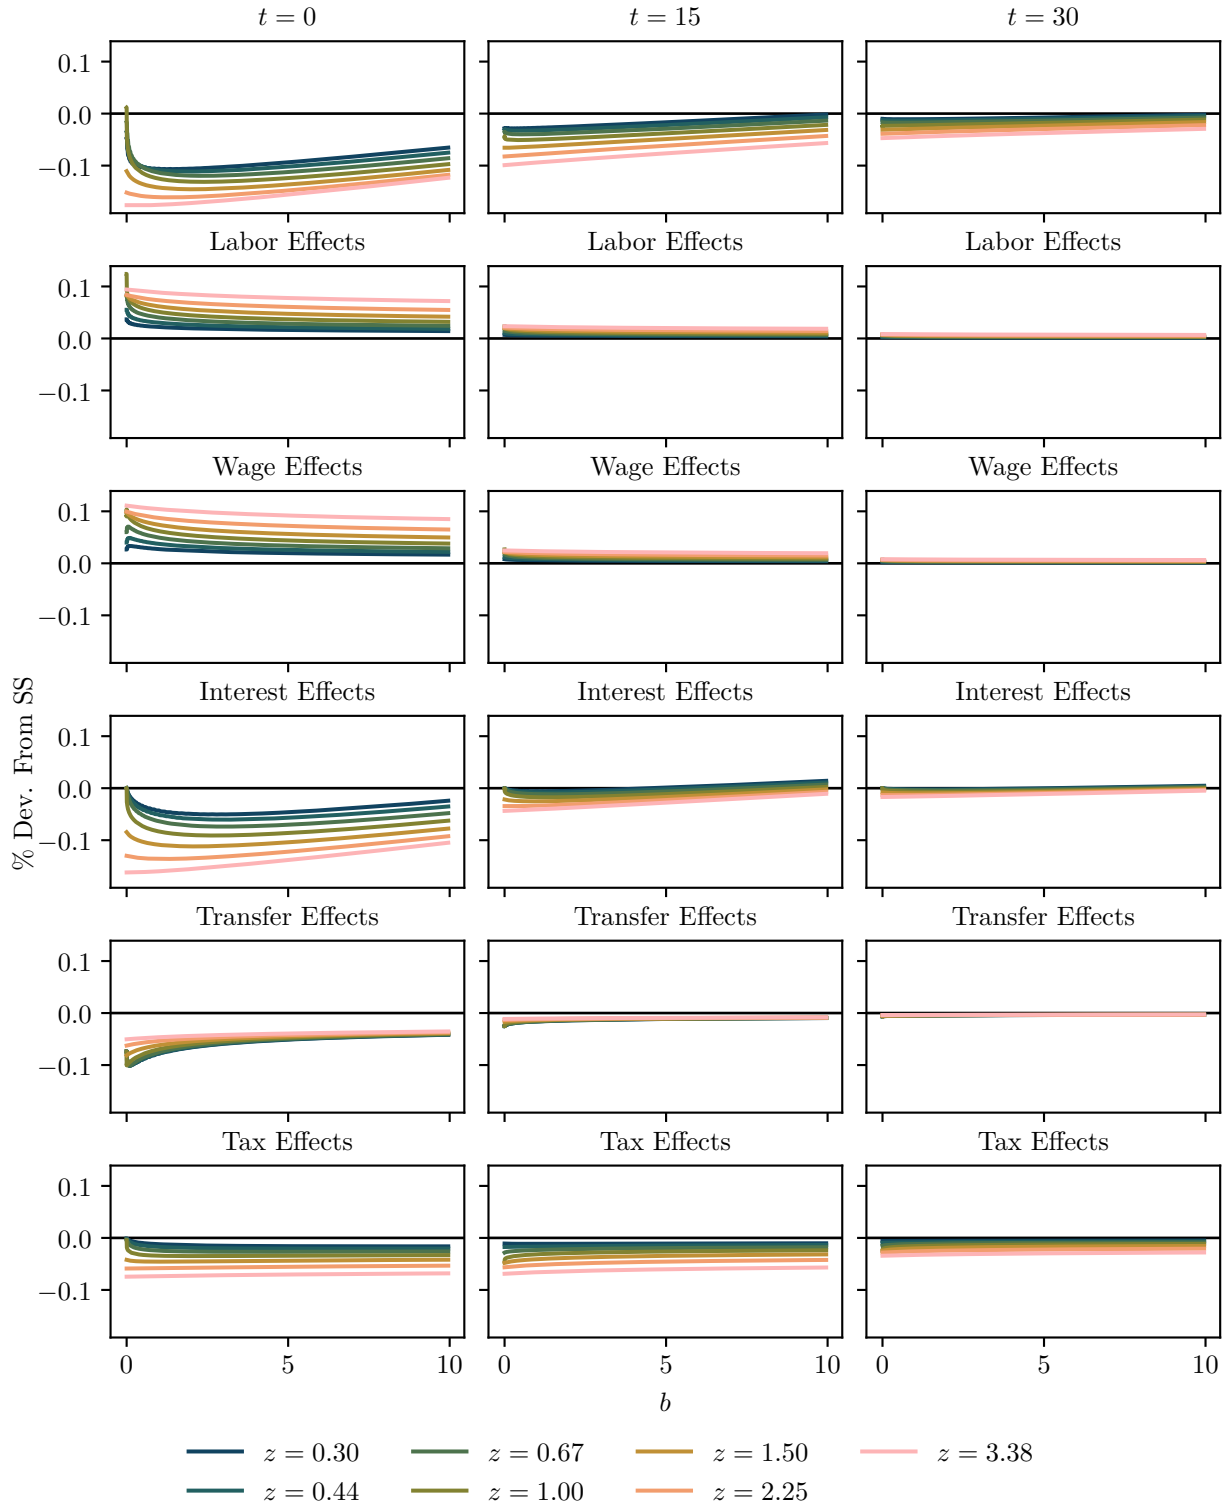 t = 0 t = 15 t = 30
0.1
0.0
−0.1
Labor Effects Labor Effects Labor Effects
0.1
0.0
−0.1
Wage Effects Wage Effects Wage Effects
0.1
0.0
−0.1
% Dev. From SS
Interest Effects Interest Effects Interest Effects
0.1
0.0
−0.1
Transfer Effects Transfer Effects Transfer Effects
0.1
0.0
−0.1
Tax Effects Tax Effects Tax Effects
0.1
0.0
−0.1
0 5 10 0 5 10 0 5 10
b
z = 0.30 z = 0.67 z = 1.50 z = 3.38
z = 0.44 z = 1.00 z = 2.25